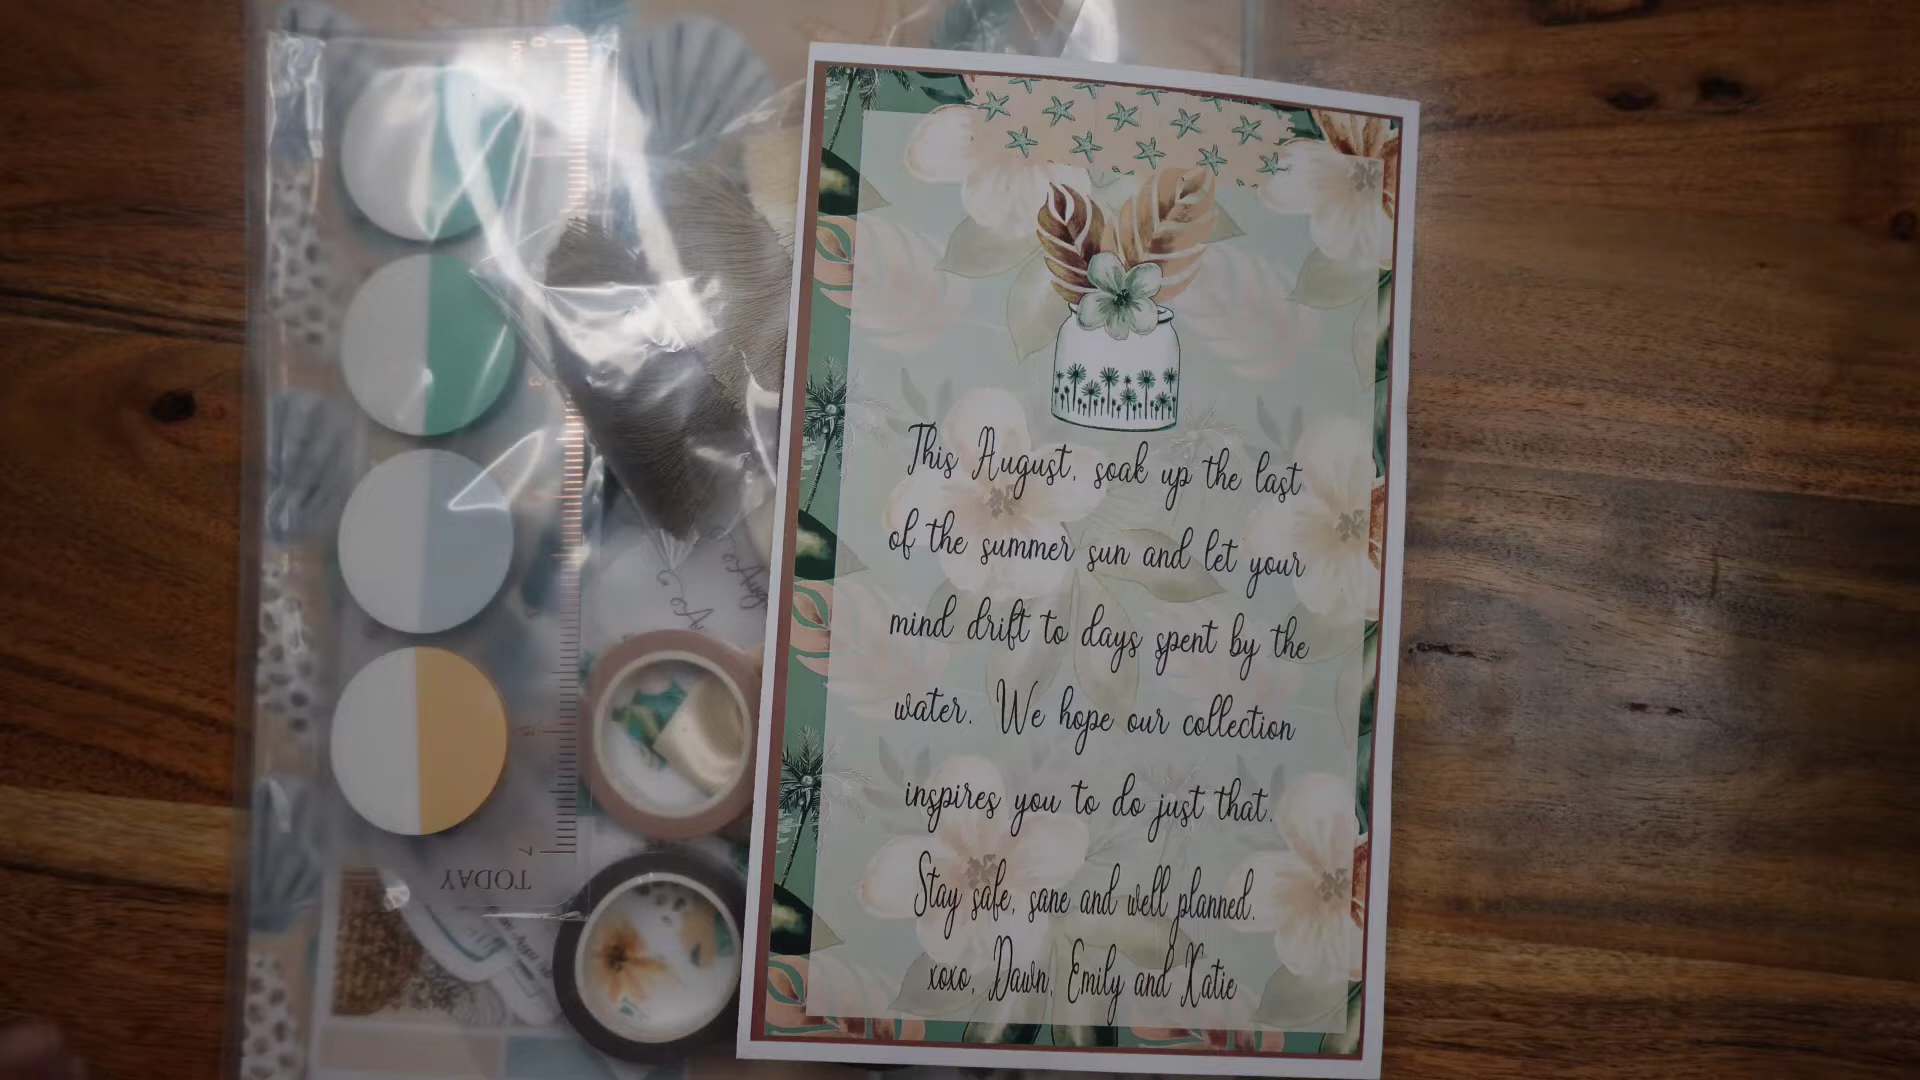 This August, soak up the last
of the summer sun and let your
mind drift to days spent by the
water. We hope our collection
inspires you to do just that.
Stay safe, sane and well planned.
xoxo, Dawn, Emily and Katie
TODAY
7